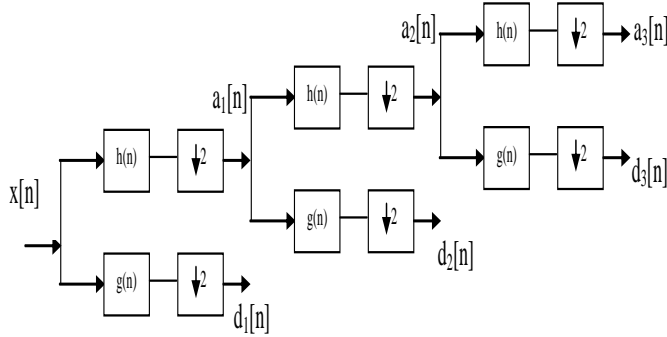 a₂[n]
h(n)
2
a₃[n]
a₁[n]
h(n)
2
g(n)
2
d₃[n]
h(n)
2
x[n]
g(n)
2
d₂[n]
g(n)
2
d₁[n]